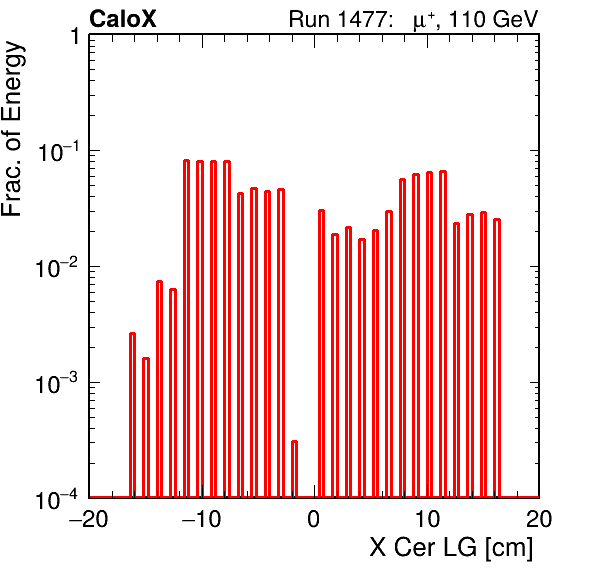 CaloX Run 1477: μ⁺, 110 GeV
Frac. of Energy
1
10⁻¹
10⁻²
10⁻³
10⁻⁴
−20 −10 0 10 20
X Cer LG [cm]